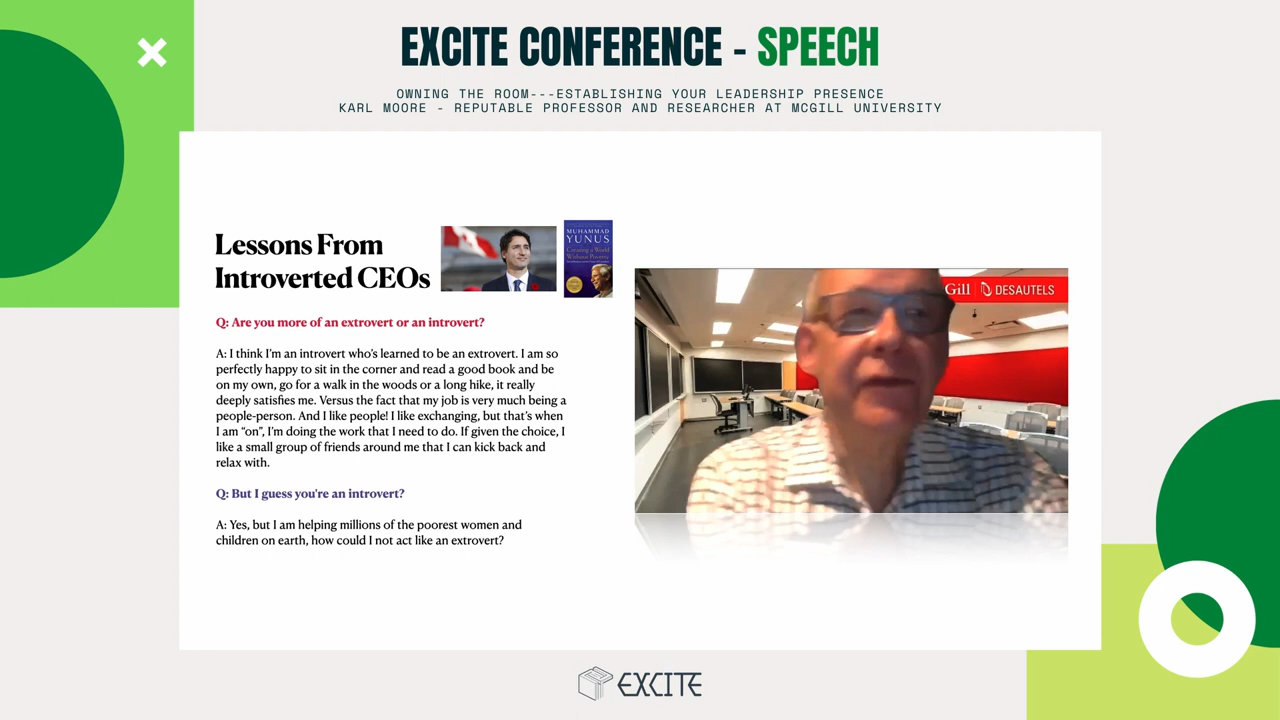 EXCITE CONFERENCE - SPEECH
OWNING THE ROOM---ESTABLISHING YOUR LEADERSHIP PRESENCE
KARL MOORE - REPUTABLE PROFESSOR AND RESEARCHER AT MCGILL UNIVERSITY
Lessons From
Introverted CEOs
MUHAMMAD
YUNUS
Creating a World
Without Poverty
Gill DESAUTELS
Q: Are you more of an extrovert or an introvert?
A: I think I'm an introvert who's learned to be an extrovert. I am so
perfectly happy to sit in the corner and read a good book and be
on my own, go for a walk in the woods or a long hike, it really
deeply satisfies me. Versus the fact that my job is very much being a
people-person. And I like people! I like exchanging, but that's when
I am “on”, I'm doing the work that I need to do. If given the choice, I
like a small group of friends around me that I can kick back and
relax with.
Q: But I guess you're an introvert?
A: Yes, but I am helping millions of the poorest women and
children on earth, how could I not act like an extrovert?
EXCITE